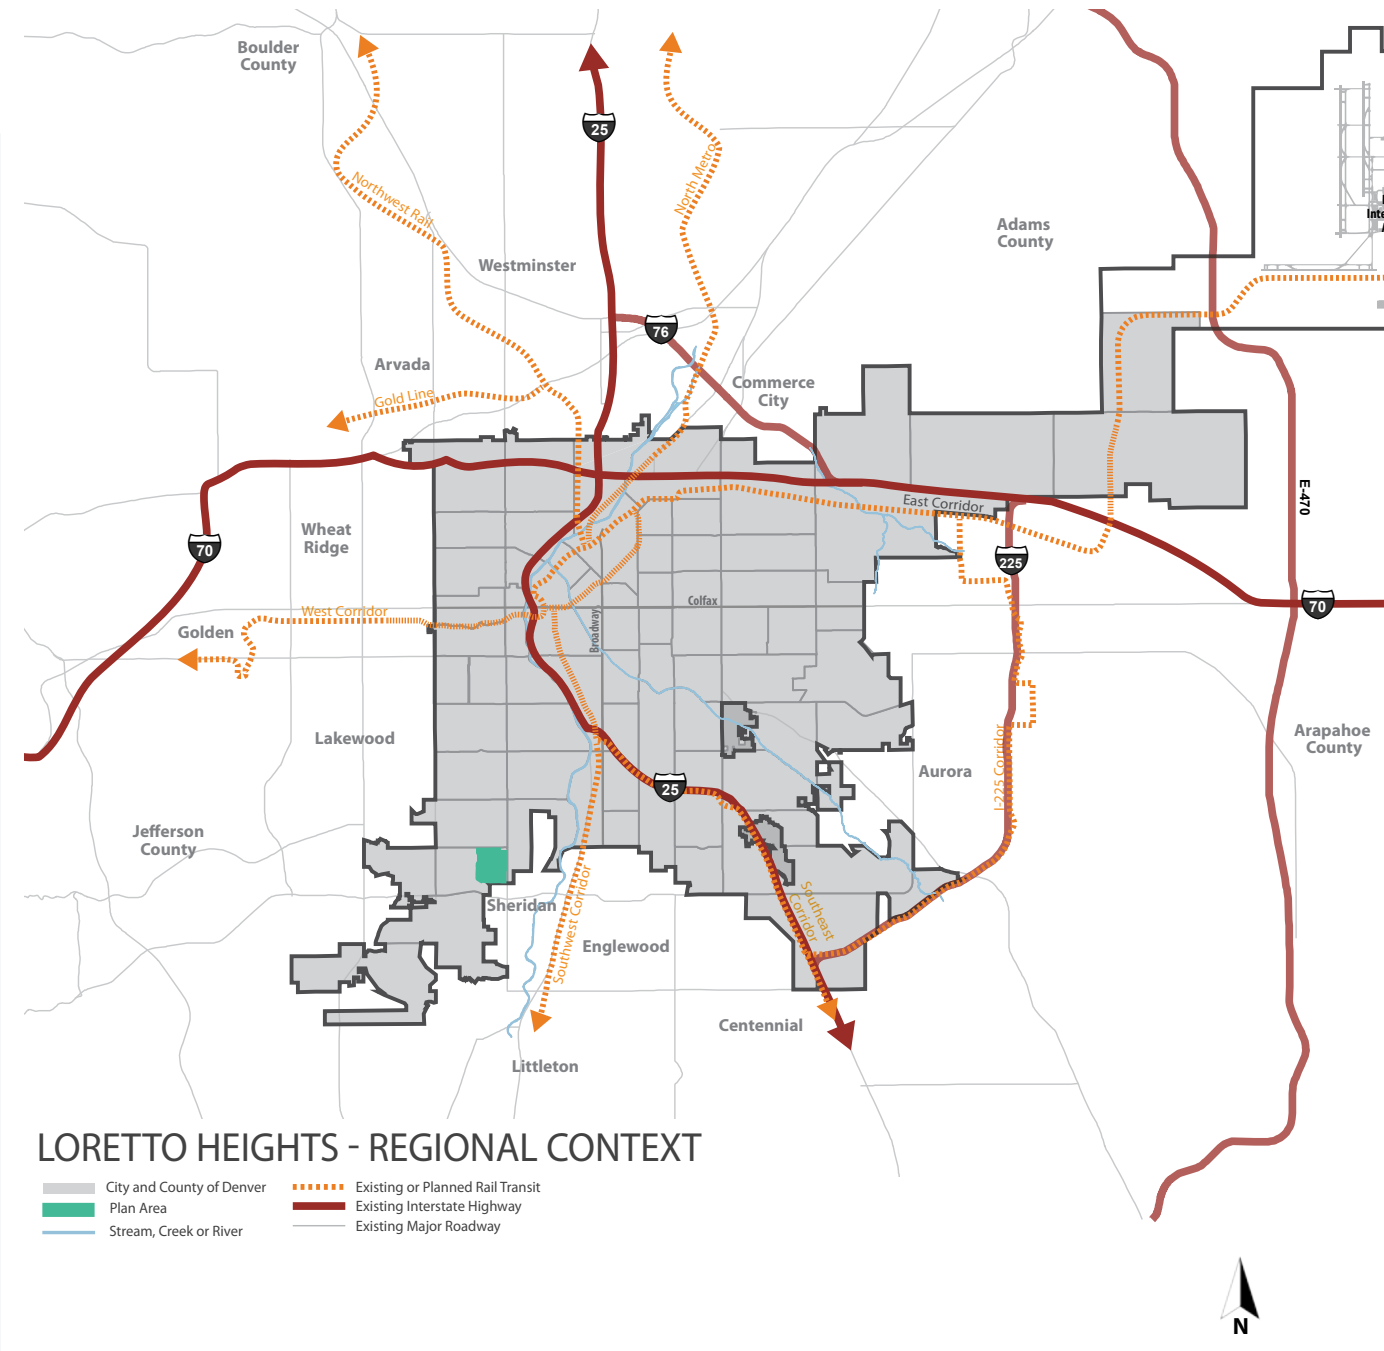 Boulder
County
25
Northwest Rail
North Metro
Adams
County
Inte
Westminster
76
Arvada
Gold Line
Commerce
City
East Corridor
E-470
Wheat
Ridge
70
225
Colfax
70
West Corridor
Broadway
Golden
Lakewood
I-225 Corridor
Arapahoe
County
Aurora
25
Jefferson
County
Sheridan
Southwest Corridor
Southeast
Corridor
Englewood
Centennial
Littleton
LORETTO HEIGHTS - REGIONAL CONTEXT
City and County of Denver
Plan Area
Stream, Creek or River
Existing or Planned Rail Transit
Existing Interstate Highway
Existing Major Roadway
N